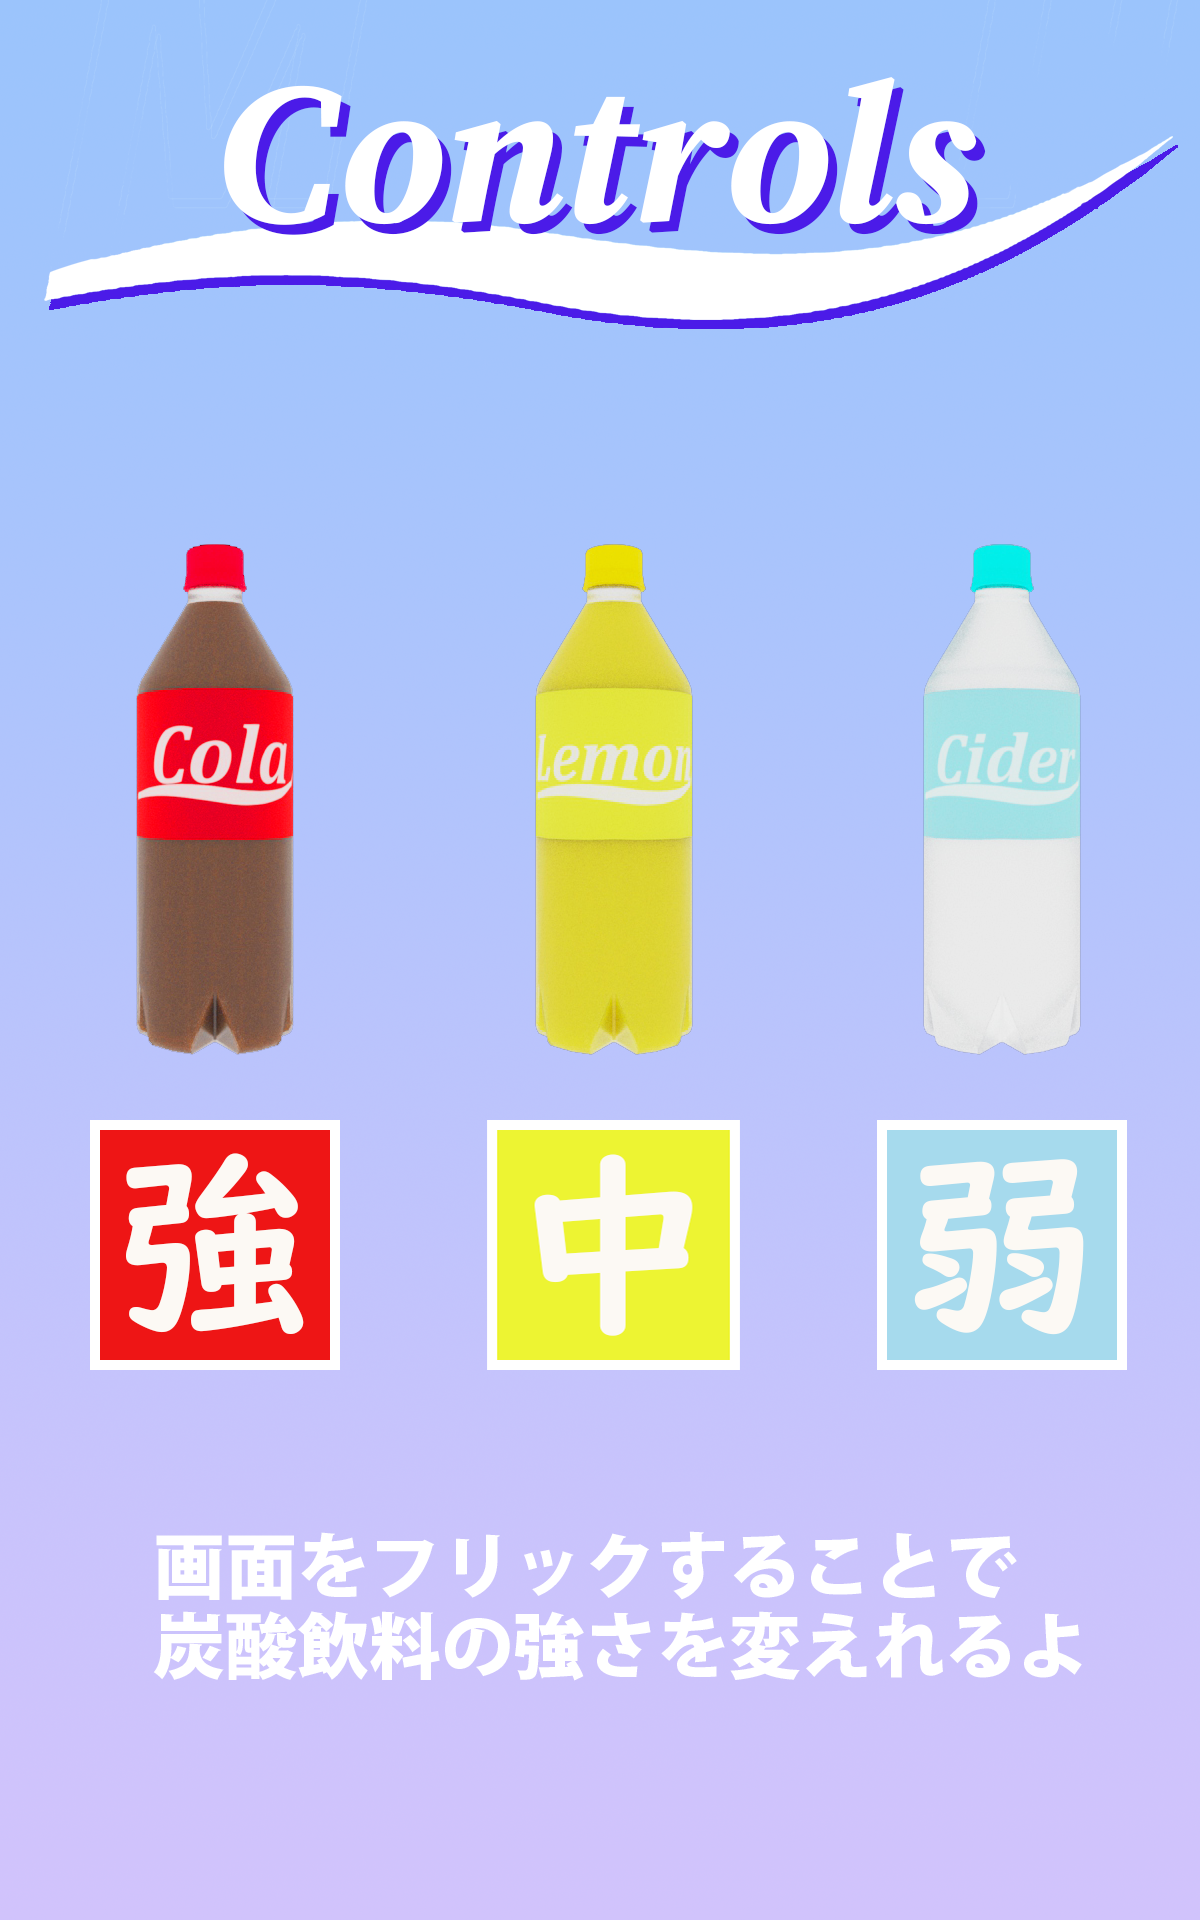 Controls
Cola
Lemon
Cider
強
中
弱
画面をフリックすることで
炭酸飲料の強さを変えれるよ